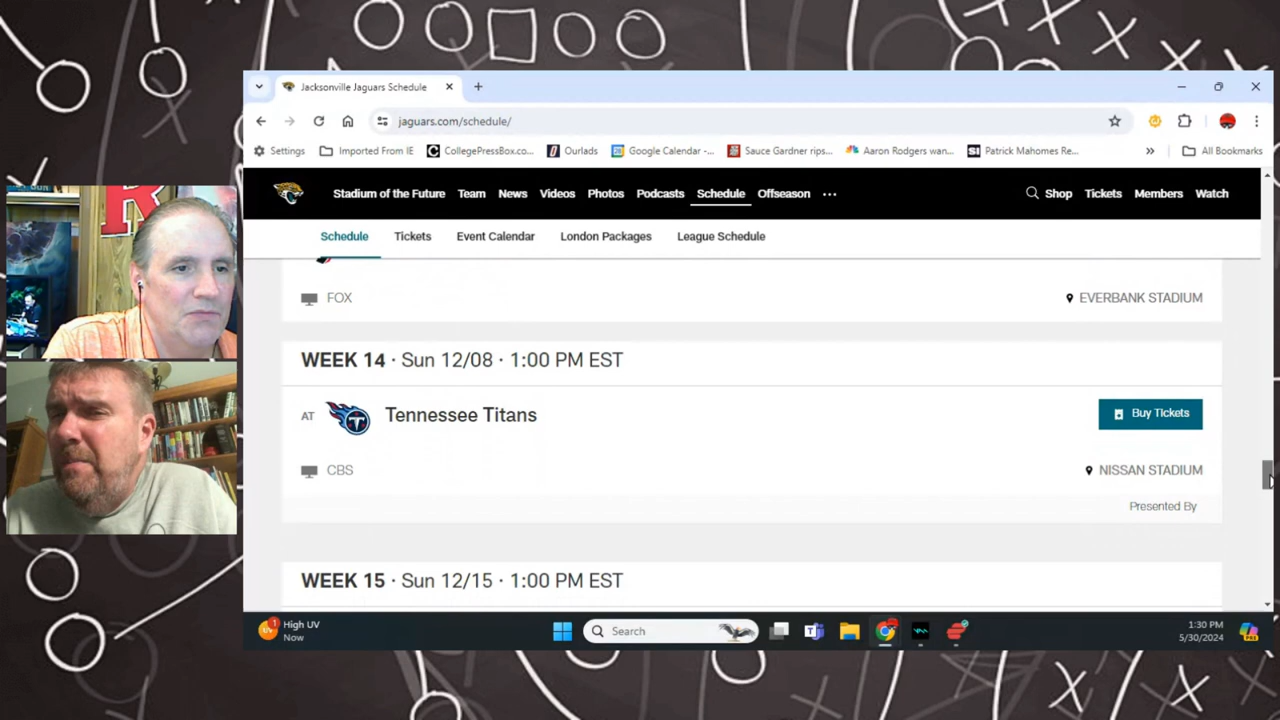 Jacksonville Jaguars Schedule
jaguars.com/schedule/
Settings Imported From IE CollegePressBox.co... Ourlads Google Calendar -... Sauce Gardner rips... Aaron Rodgers wan... Patrick Mahomes Re... » All Bookmarks
Stadium of the Future Team News Videos Photos Podcasts Schedule Offseason ... Shop Tickets Members Watch
Schedule Tickets Event Calendar London Packages League Schedule
FOX EVERBANK STADIUM
WEEK 14 · Sun 12/08 · 1:00 PM EST
AT Tennessee Titans Buy Tickets
CBS NISSAN STADIUM
Presented By
WEEK 15 · Sun 12/15 · 1:00 PM EST
High UV
Now
Search
1:30 PM
5/30/2024
R